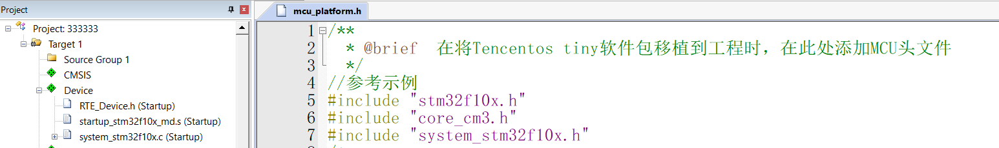 Project
Project: 333333
Target 1
Source Group 1
CMSIS
Device
RTE_Device.h (Startup)
startup_stm32f10x_md.s (Startup)
system_stm32f10x.c (Startup)
mcu_platform.h
1 /**
2 * @brief 在将Tencentos tiny软件包移植到工程时，在此处添加MCU头文件
3 */
4 //参考示例
5 #include "stm32f10x.h"
6 #include "core_cm3.h"
7 #include "system_stm32f10x.h"